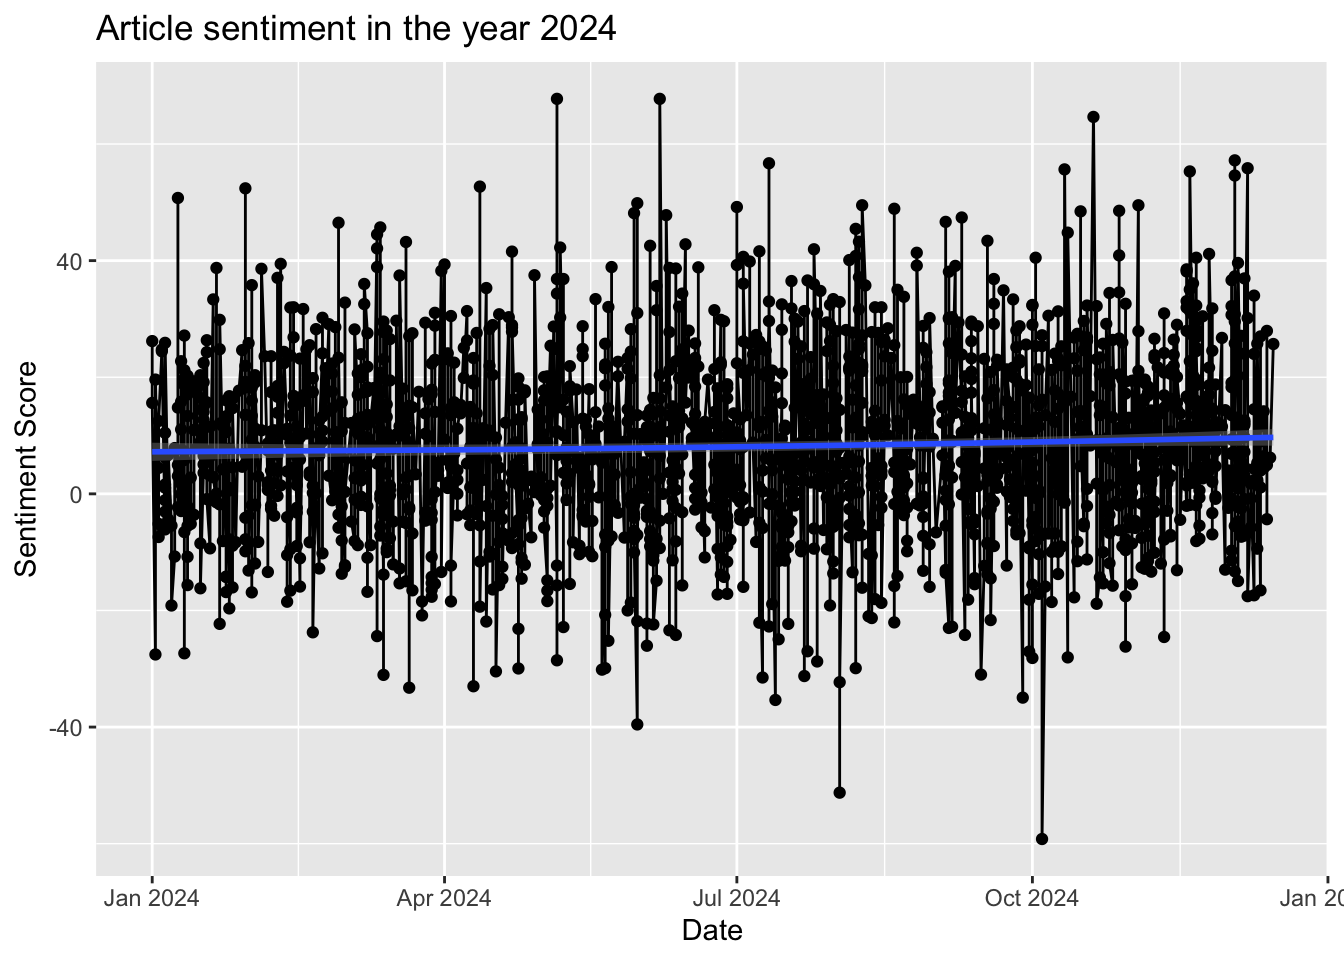 Article sentiment in the year 2024
Sentiment Score
40
0
-40
Jan 2024 Apr 2024 Jul 2024 Oct 2024 Jan 20
Date